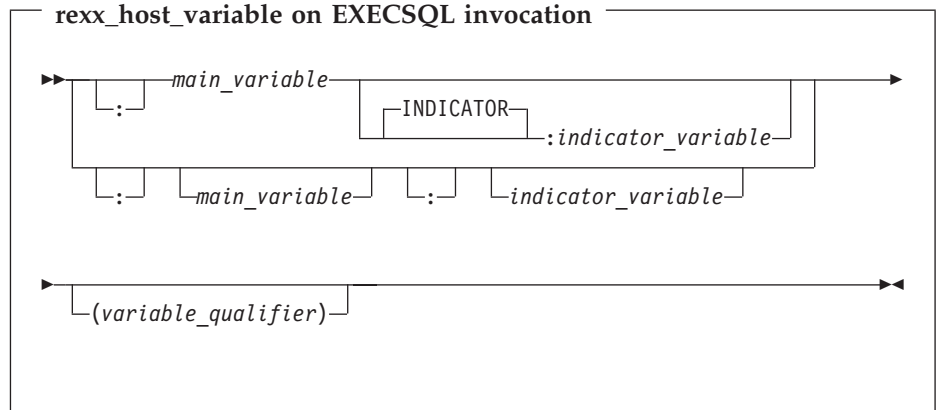 rexx_host_variable on EXECSQL invocation
: main_variable
INDICATOR
:indicator_variable
: main_variable : indicator_variable
(variable_qualifier)